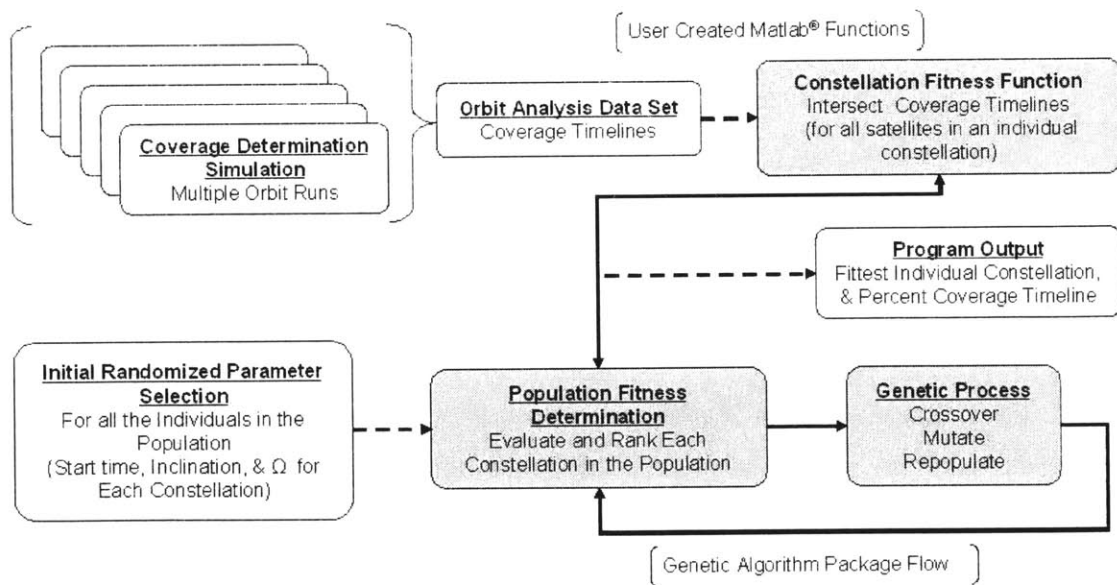 User Created Matlab® Functions
Coverage Determination
Simulation
Multiple Orbit Runs
Orbit Analysis Data Set
Coverage Timelines
Constellation Fitness Function
Intersect Coverage Timelines
(for all satellites in an individual
constellation)
Program Output
Fittest Individual Constellation,
& Percent Coverage Timeline
Initial Randomized Parameter
Selection
For all the Individuals in the
Population
(Start time, Inclination, & Ω for
Each Constellation)
Population Fitness
Determination
Evaluate and Rank Each
Constellation in the Population
Genetic Process
Crossover
Mutate
Repopulate
Genetic Algorithm Package Flow